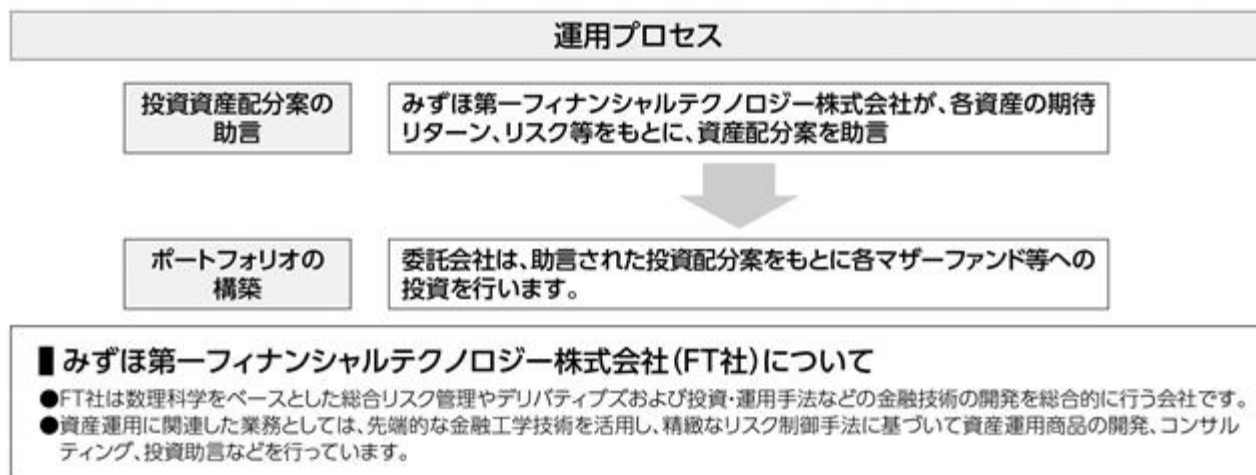 運用プロセス
投資資産配分案の
助言
みずほ第一フィナンシャルテクノロジー株式会社が、各資産の期待
リターン、リスク等をもとに、資産配分案を助言
ポートフォリオの
構築
委託会社は、助言された投資配分案をもとに各マザーファンド等への
投資を行います。
■みずほ第一フィナンシャルテクノロジー株式会社(FT社)について
●FT社は数理科学をベースとした総合リスク管理やデリバティブズおよび投資・運用手法などの金融技術の開発を総合的に行う会社です。
●資産運用に関連した業務としては、先端的な金融工学技術を活用し、精緻なリスク制御手法に基づいて資産運用商品の開発、コンサル
ティング、投資助言などを行っています。